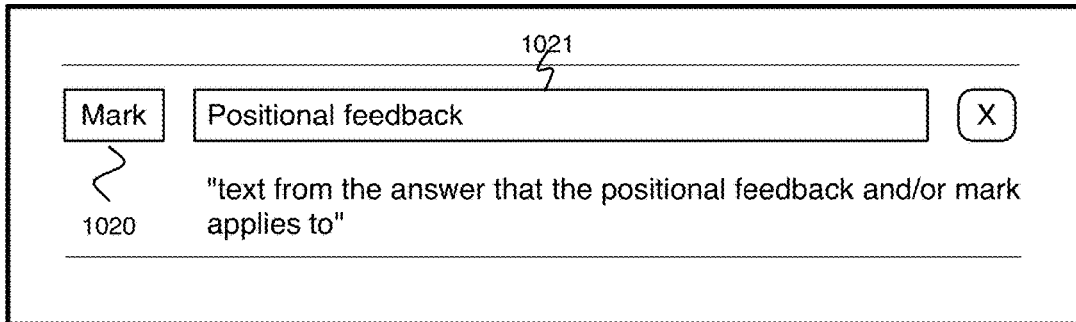 1021
Mark Positional feedback X
"text from the answer that the positional feedback and/or mark
1020 applies to"